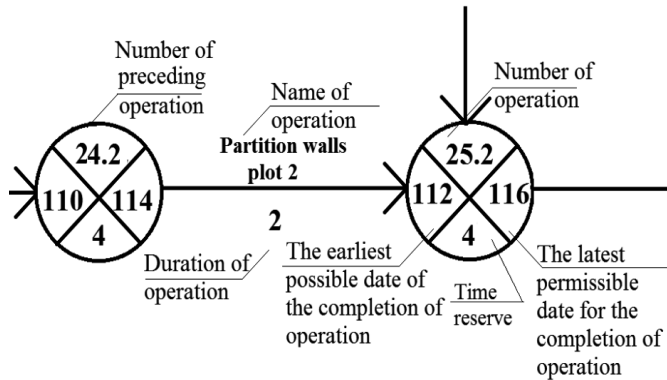 Number of
preceding
operation
Name of
operation
Number of
operation
Partition walls
plot 2
24.2
110
114
4
2
25.2
112
116
4
Duration of
operation
The earliest
possible date of
the completion of
operation
Time
reserve
The latest
permissible
date for the
completion of
operation